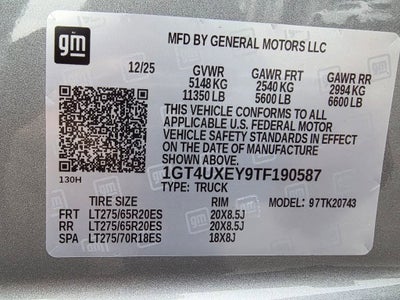 gm
MFD BY GENERAL MOTORS LLC
12/25 GVWR GAWR FRT GAWR RR
5148 KG 2540 KG 2994 KG
11350 LB 5600 LB 6600 LB
THIS VEHICLE CONFORMS TO ALL
APPLICABLE U.S. FEDERAL MOTOR
VEHICLE SAFETY STANDARDS IN EFFECT
ON THE DATE OF MANUFACTURE
SHOWN ABOVE.
1GT4UXEY9TF190587
130H TYPE: TRUCK
TIRE SIZE RIM MODEL: 97TK20743
FRT LT275/65R20ES 20X8.5J
RR LT275/65R20ES 20X8.5J
SPA LT275/70R18ES 18X8J